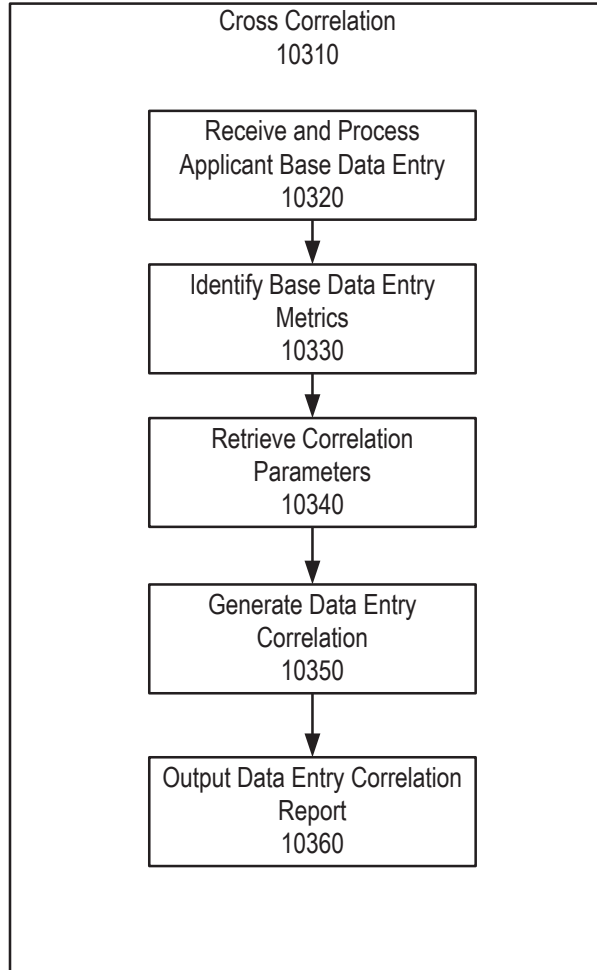 Cross Correlation
10310
Receive and Process
Applicant Base Data Entry
10320
Identify Base Data Entry
Metrics
10330
Retrieve Correlation
Parameters
10340
Generate Data Entry
Correlation
10350
Output Data Entry Correlation
Report
10360